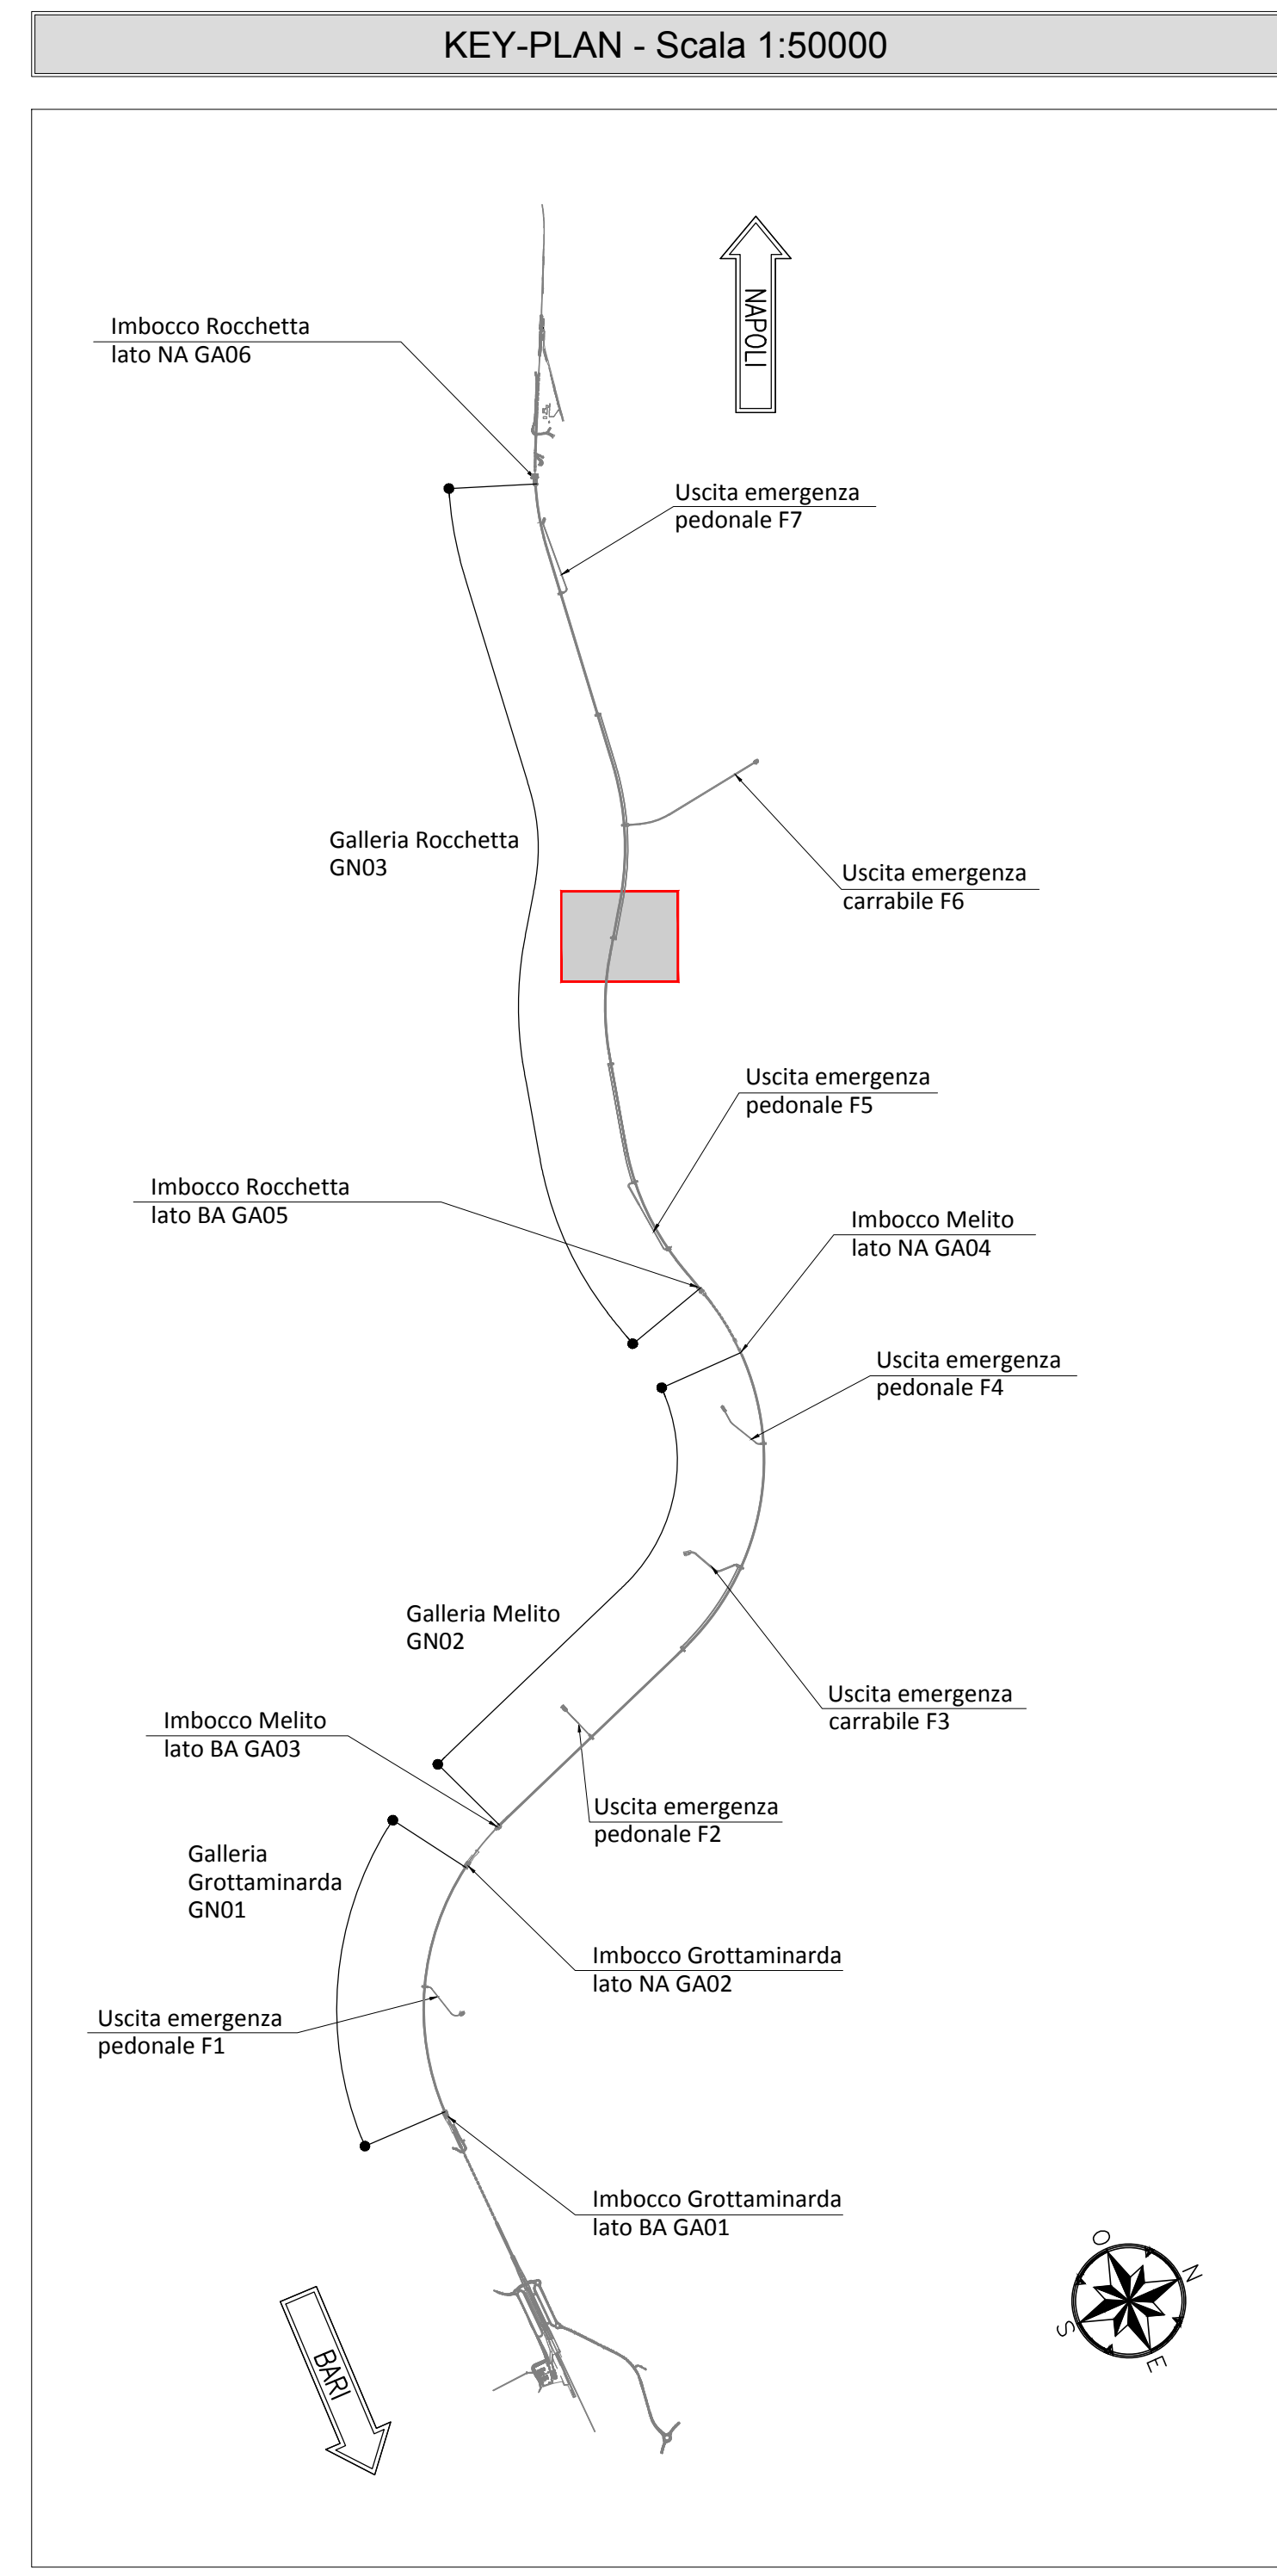 KEY-PLAN - Scala 1:50000
NAPOLI
Imbocco Rocchetta
lato NA GA06
Uscita emergenza
pedonale F7
Galleria Rocchetta
GN03
Uscita emergenza
carrabile F6
Uscita emergenza
pedonale F5
Imbocco Rocchetta
lato BA GA05
Imbocco Melito
lato NA GA04
Uscita emergenza
pedonale F4
Galleria Melito
GN02
Uscita emergenza
carrabile F3
Imbocco Melito
lato BA GA03
Uscita emergenza
pedonale F2
Galleria
Grottaminarda
GN01
Imbocco Grottaminarda
lato NA GA02
Uscita emergenza
pedonale F1
Imbocco Grottaminarda
lato BA GA01
BARI
O
N
S
E